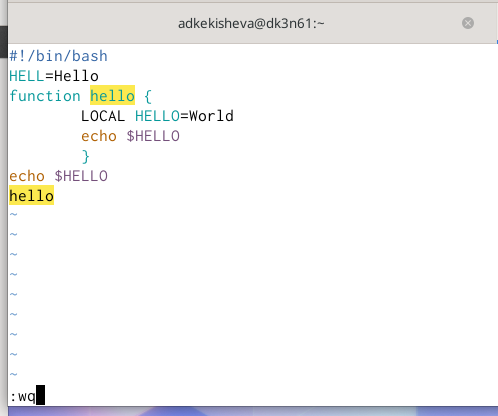 adkekisheva@dk3n61:~
#!/bin/bash
HELL=Hello
function hello {
        LOCAL HELLO=World
        echo $HELLO
        }
echo $HELLO
hello
~
~
~
~
~
~
~
~
~
:wq